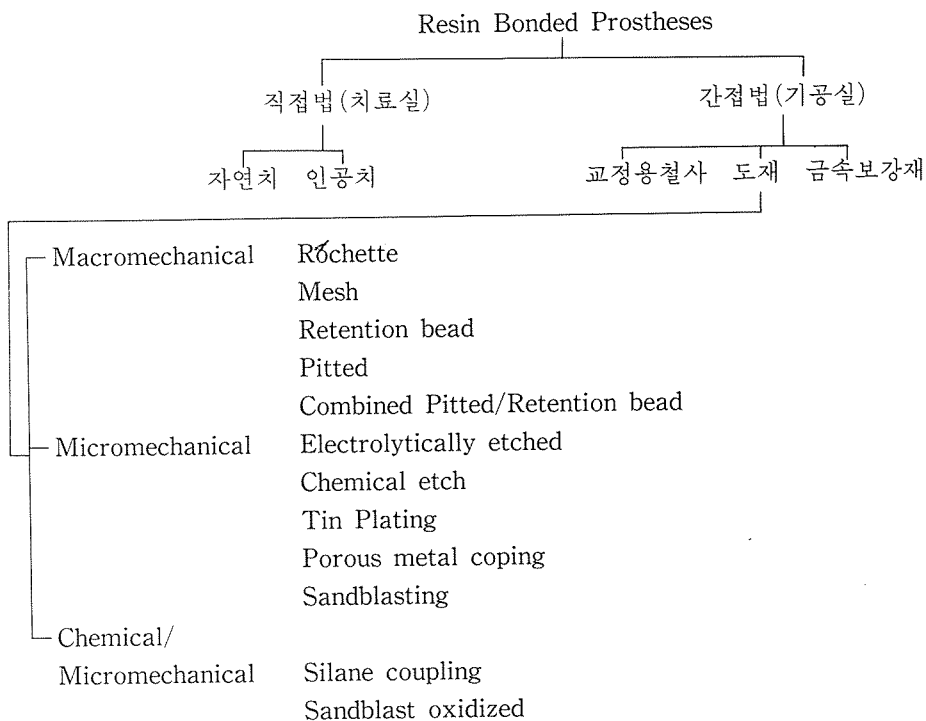 Resin Bonded Prostheses
직접법(치료실) 간접법(기공실)
자연치 인공치 교정용철사 도재 금속보강재
Macromechanical Rochette
Mesh
Retention bead
Pitted
Combined Pitted/Retention bead
Micromechanical Electrolytically etched
Chemical etch
Tin Plating
Porous metal coping
Sandblasting
Chemical/
Micromechanical Silane coupling
Sandblast oxidized